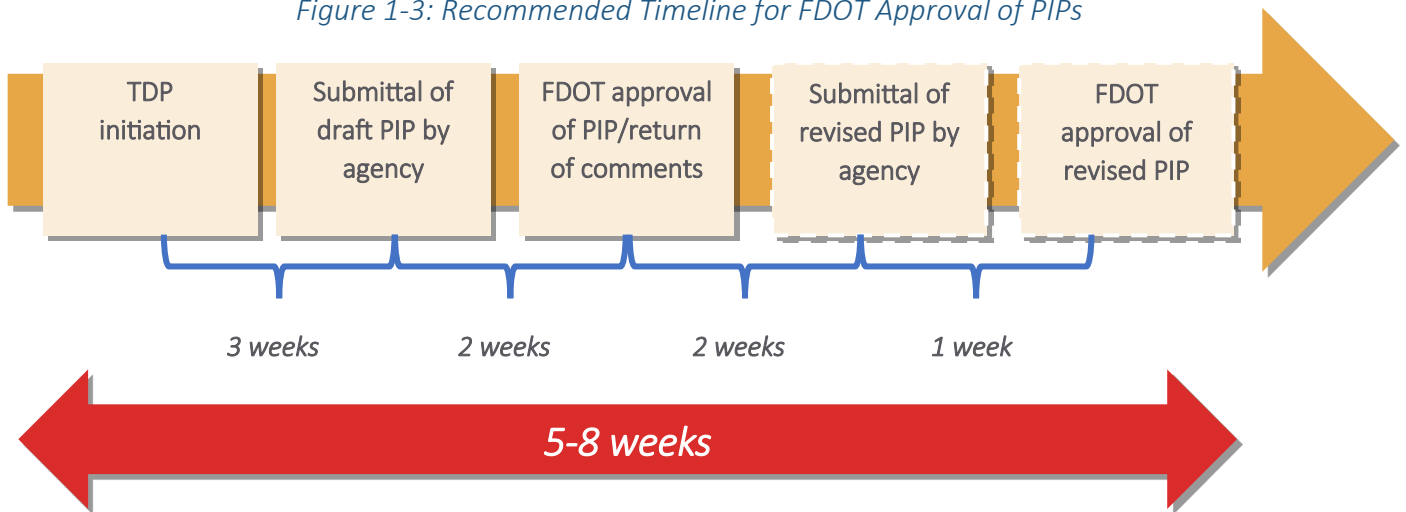 Figure 1-3: Recommended Timeline for FDOT Approval of PIPs
TDP
initiation
Submittal of
draft PIP by
agency
FDOT approval
of PIP/return
of comments
Submittal of
revised PIP by
agency
FDOT
approval of
revised PIP
3 weeks
2 weeks
2 weeks
1 week
5-8 weeks